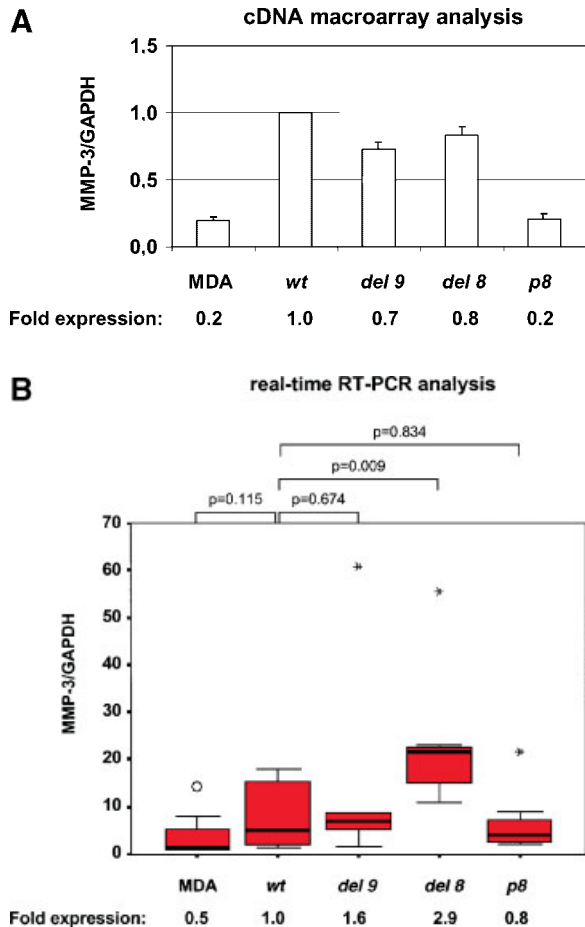 A
cDNA macroarray analysis
MMP-3/GAPDH
1.5
1.0
0.5
0,0
MDA wt del 9 del 8 p8
Fold expression: 0.2 1.0 0.7 0.8 0.2
B
real-time RT-PCR analysis
p=0.834
p=0.009
p=0.115 p=0.674
MMP-3/GAPDH
70
60
50
40
30
20
10
0
MDA wt del 9 del 8 p8
Fold expression: 0.5 1.0 1.6 2.9 0.8